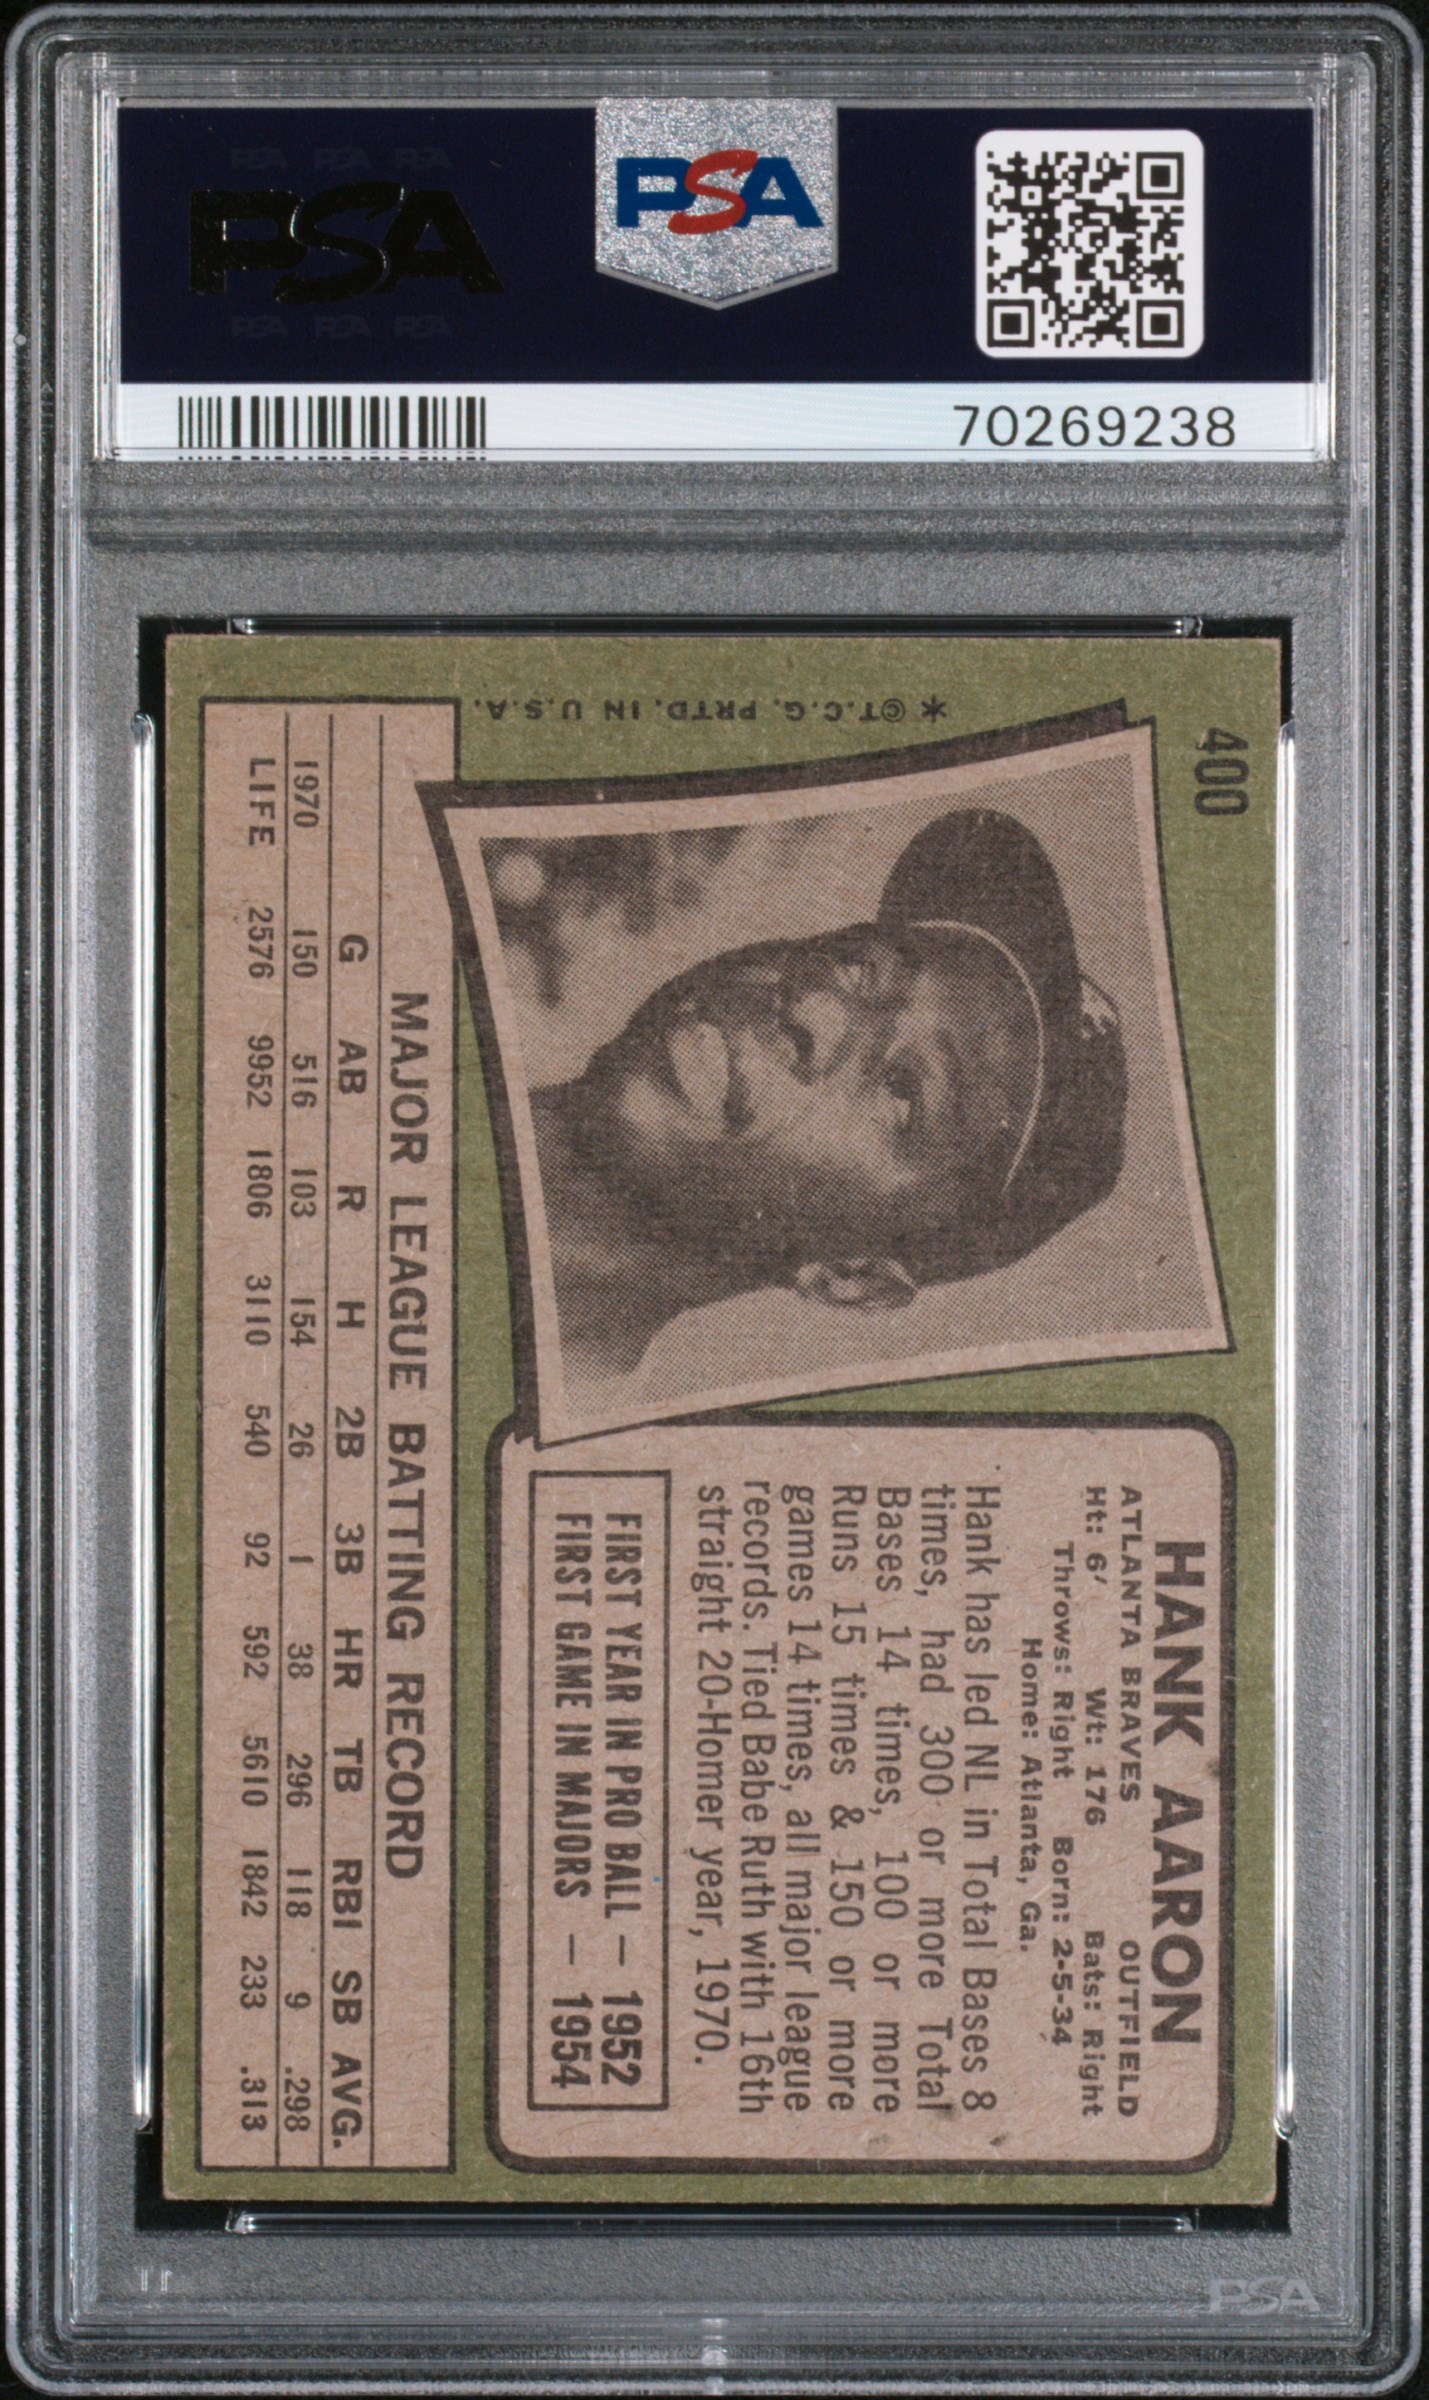 PSA PSA PSA
PSA
PSA PSA PSA
PSA
70269238
400
* ©T.C.G. PRTD. IN U.S.A.
HANK AARON
ATLANTA BRAVES OUTFIELD
Ht: 6' Wt: 176 Bats: Right
Throws: Right Born: 2-5-34
Home: Atlanta, Ga.
Hank has led NL in Total Bases 8
times, had 300 or more Total
Bases 14 times, 100 or more
Runs 15 times & 150 or more
games 14 times, all major league
records. Tied Babe Ruth with 16th
straight 20-Homer year, 1970.
FIRST YEAR IN PRO BALL — 1952
FIRST GAME IN MAJORS — 1954
MAJOR LEAGUE BATTING RECORD
G AB R H 2B 3B HR TB RBI SB AVG.
1970 150 516 103 154 26 1 38 296 118 9 .298
LIFE 2576 9952 1806 3110 540 92 592 5610 1842 233 .313
PSA